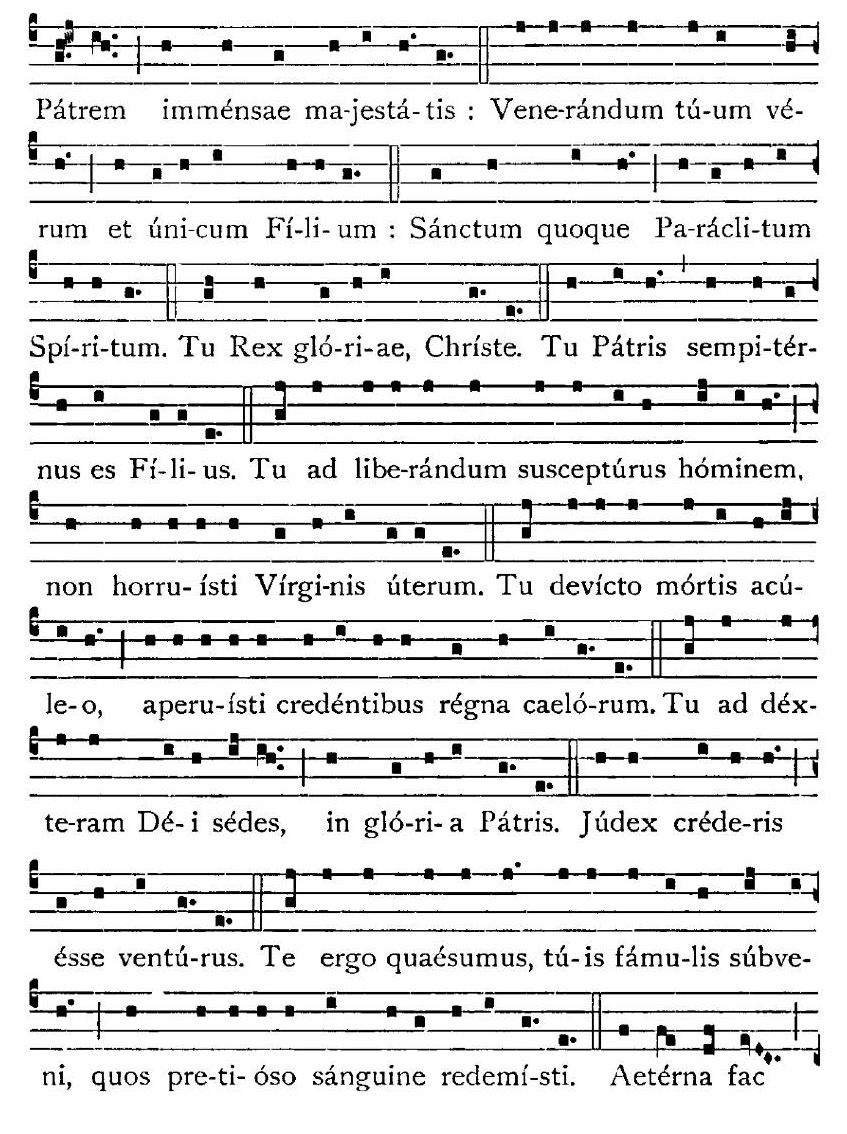 Pátrem imménsae ma-jestá-tis : Vene-rándum tú-um vé-
rum et úni-cum Fí-li-um : Sánctum quoque Pa-rácli-tum
Spí-ri-tum. Tu Rex gló-ri-ae, Chríste. Tu Pátris sempi-tér-
nus es Fí-li-us. Tu ad libe-rándum susceptúrus hóminem,
non horru-ísti Vírgi-nis úterum. Tu devícto mórtis acú-
le-o, aperu-ísti credéntibus régna caeló-rum. Tu ad déx-
te-ram Dé-i sédes, in gló-ri-a Pátris. Júdex créde-ris
ésse ventú-rus. Te ergo quaésumus, tú-is fámu-lis súbve-
ni, quos pre-ti-óso sánguine redemí-sti. Aetérna fac